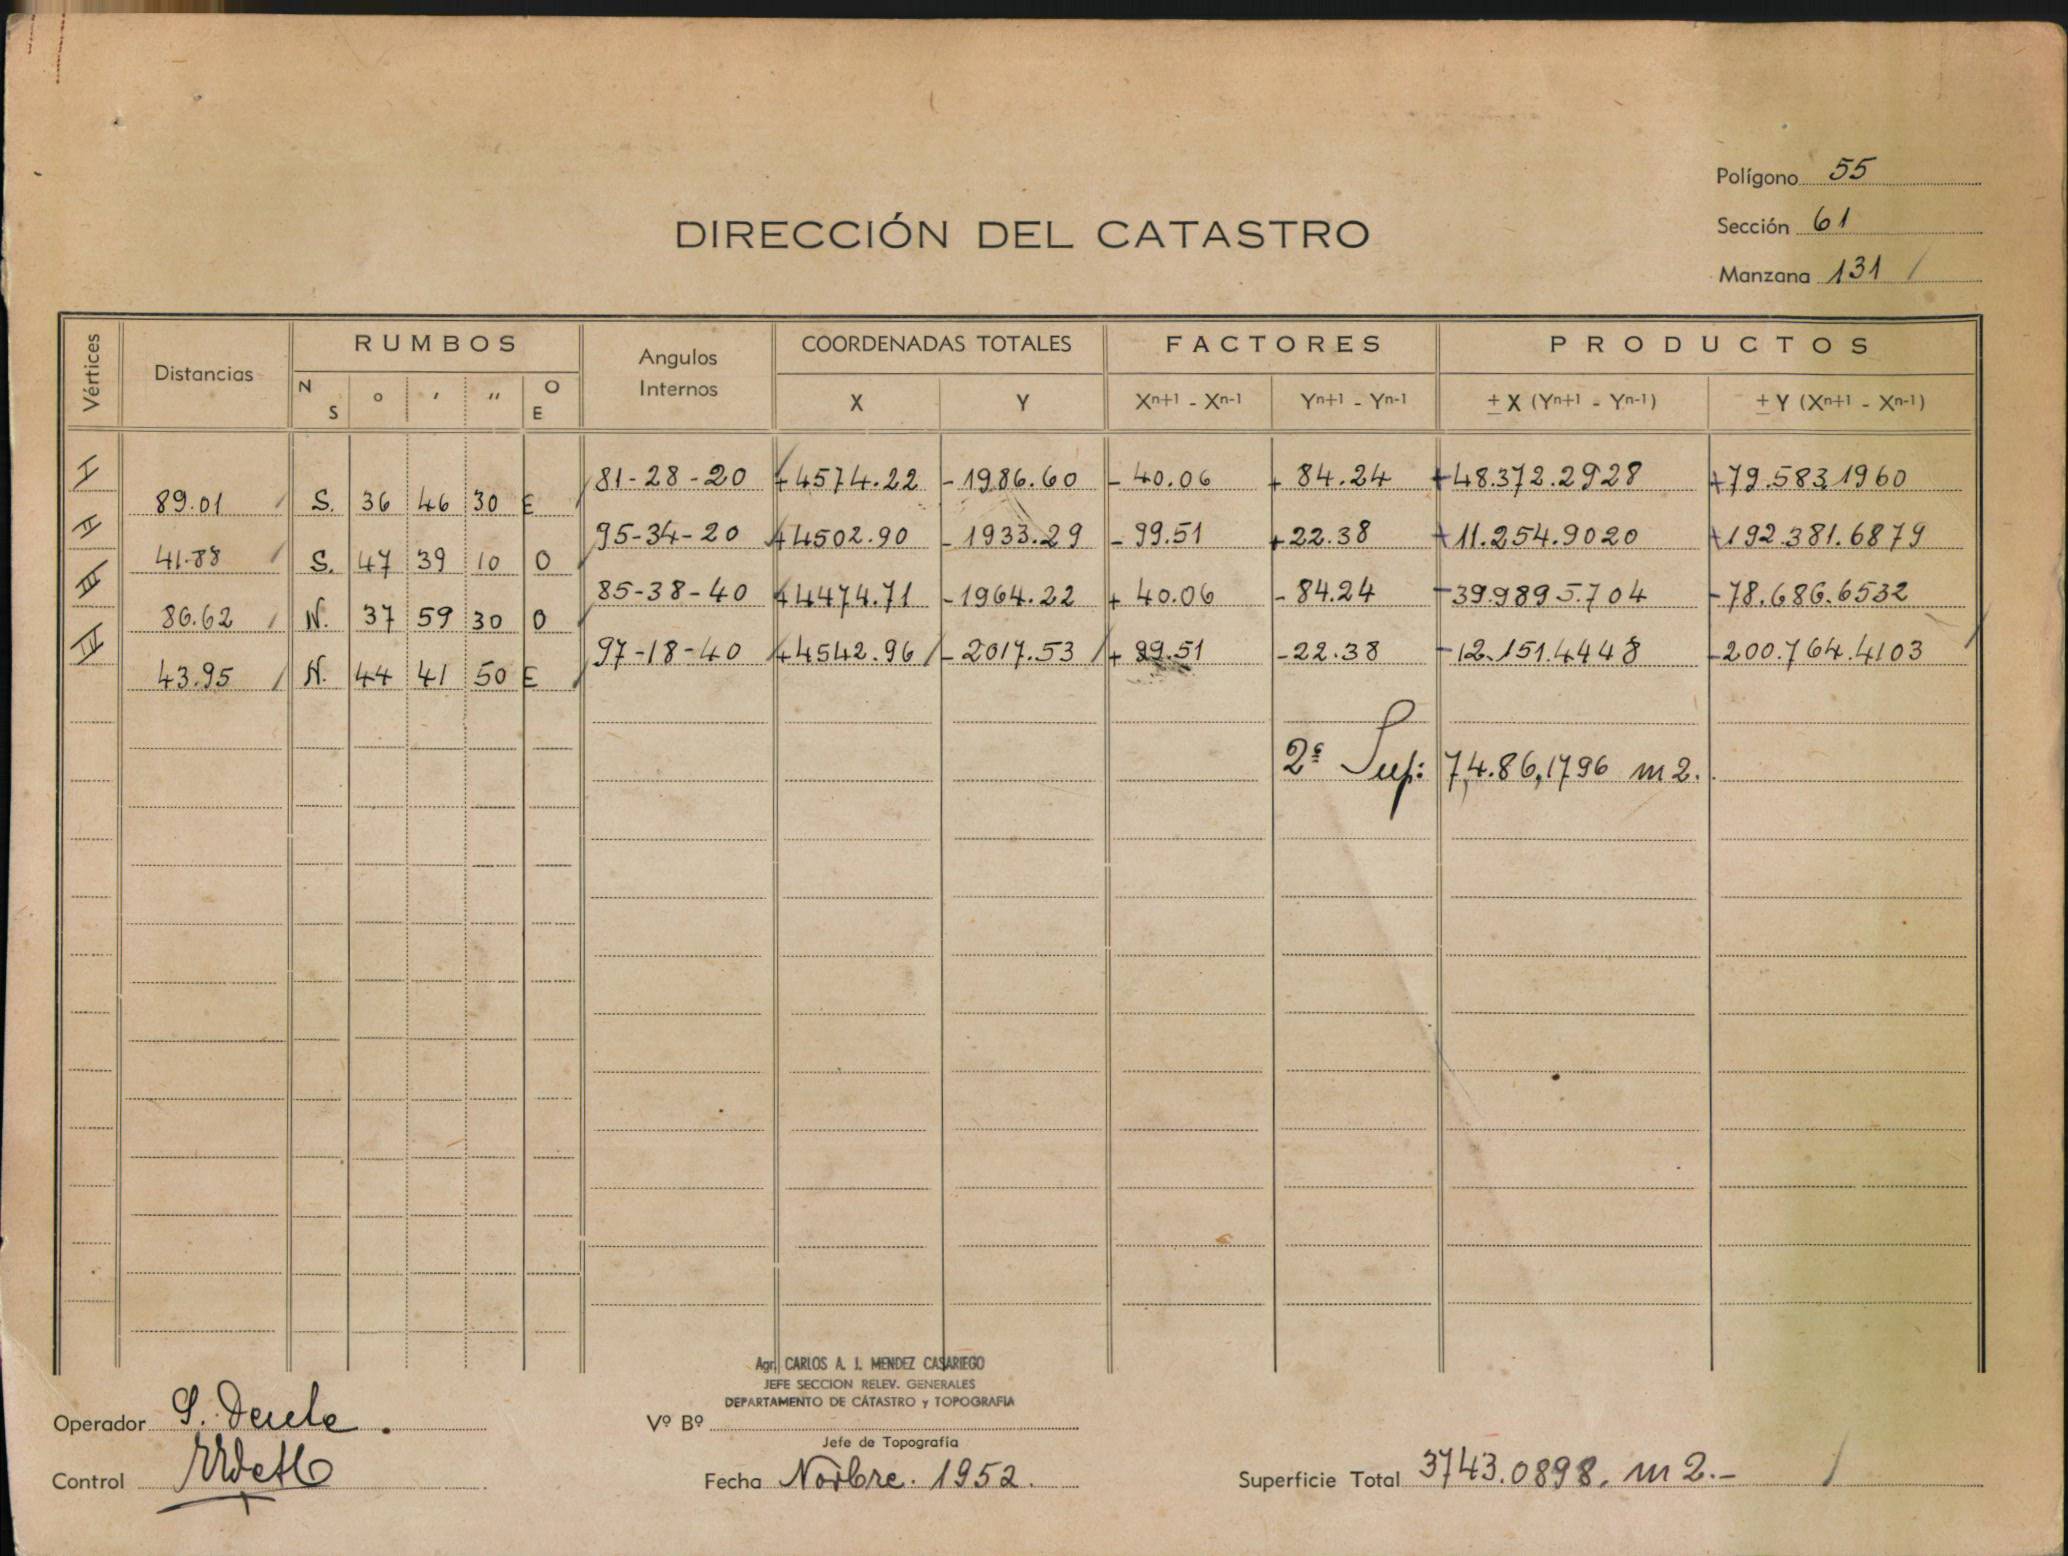 Polígono 55
DIRECCIÓN DEL CATASTRO
Sección 61
Manzana 131
Vértices Distancias RUMBOS Angulos Internos COORDENADAS TOTALES FACTORES PRODUCTOS
N S ° ′ ″ O E X Y Xn+1 - Xn-1 Yn+1 - Yn-1 ± X (Yn+1 - Yn-1) ± Y (Xn+1 - Xn-1)
I 81-28-20 +4574.22 -1986.60 -40.06 +84.24 +48.372.2928 +79.583.1960
89.01 S. 36 46 30 E
II 95-34-20 +4502.90 -1933.29 -99.51 +22.38 +11.254.9020 +192.381.6879
41.88 S. 47 39 10 O
III 85-38-40 +4474.71 -1964.22 +40.06 -84.24 -39.989 5.704 -78.686.6532
86.62 N. 37 59 30 O
IV 97-18-40 +4542.96 -2017.53 +99.51 -22.38 -12.151.4448 -200.764.4103
43.95 N. 44 41 50 E
2ª Sup: 74.86,1796 m2.
Agr. CARLOS A. J. MENDEZ CASARIEGO
JEFE SECCION RELEV. GENERALES
DEPARTAMENTO DE CATASTRO y TOPOGRAFIA
Operador
Vº Bº
Jefe de Topografía
Control
Fecha Novbre. 1952.
Superficie Total 3743.0898. m2.-